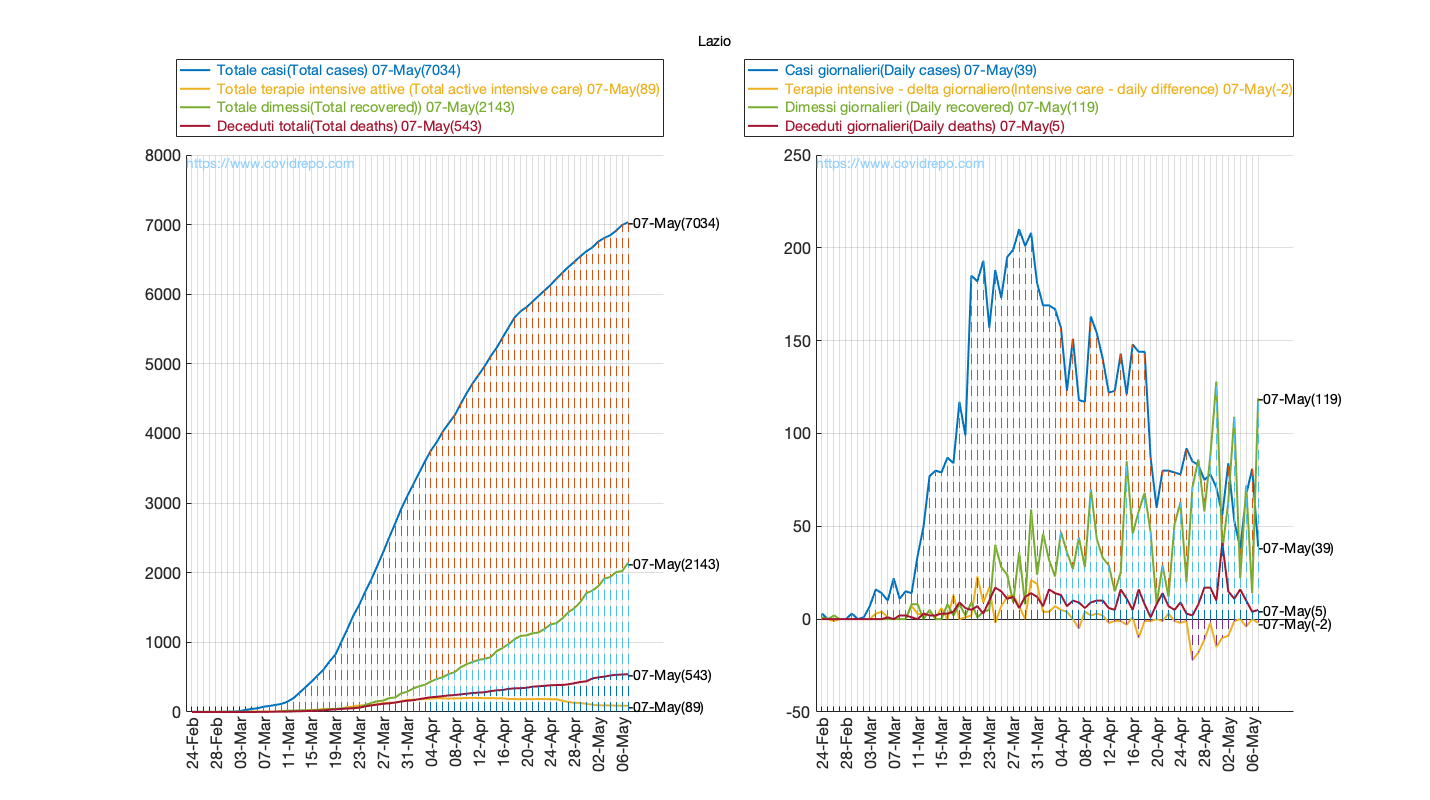 Lazio
Totale casi(Total cases) 07-May(7034)
Totale terapie intensive attive (Total active intensive care) 07-May(89)
Totale dimessi(Total recovered)) 07-May(2143)
Deceduti totali(Total deaths) 07-May(543)
https://www.covidrepo.com
8000
7000
6000
5000
4000
3000
2000
1000
0
07-May(7034)
07-May(2143)
07-May(543)
07-May(89)
24-Feb
28-Feb
03-Mar
07-Mar
11-Mar
15-Mar
19-Mar
23-Mar
27-Mar
31-Mar
04-Apr
08-Apr
12-Apr
16-Apr
20-Apr
24-Apr
28-Apr
02-May
06-May
Casi giornalieri(Daily cases) 07-May(39)
Terapie intensive - delta giornaliero(Intensive care - daily difference) 07-May(-2)
Dimessi giornalieri (Daily recovered) 07-May(119)
Deceduti giornalieri(Daily deaths) 07-May(5)
https://www.covidrepo.com
250
200
150
100
50
0
-50
07-May(119)
07-May(39)
07-May(5)
07-May(-2)
24-Feb
28-Feb
03-Mar
07-Mar
11-Mar
15-Mar
19-Mar
23-Mar
27-Mar
31-Mar
04-Apr
08-Apr
12-Apr
16-Apr
20-Apr
24-Apr
28-Apr
02-May
06-May